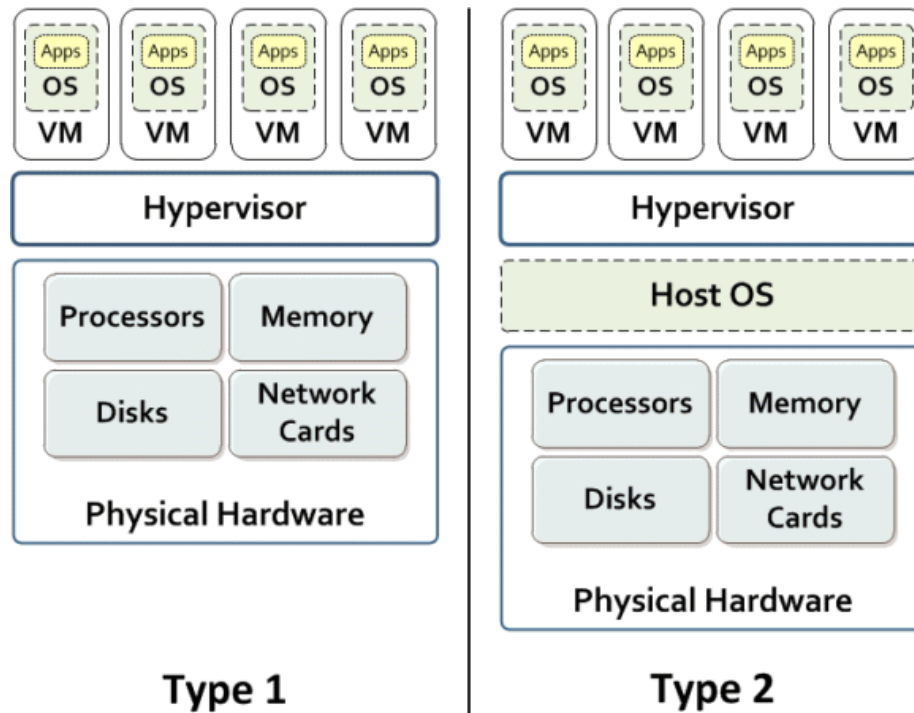 Apps Apps Apps Apps
OS OS OS OS
VM VM VM VM
Hypervisor
Processors Memory
Disks Network
Cards
Physical Hardware
Type 1
Apps Apps Apps Apps
OS OS OS OS
VM VM VM VM
Hypervisor
Host OS
Processors Memory
Disks Network
Cards
Physical Hardware
Type 2